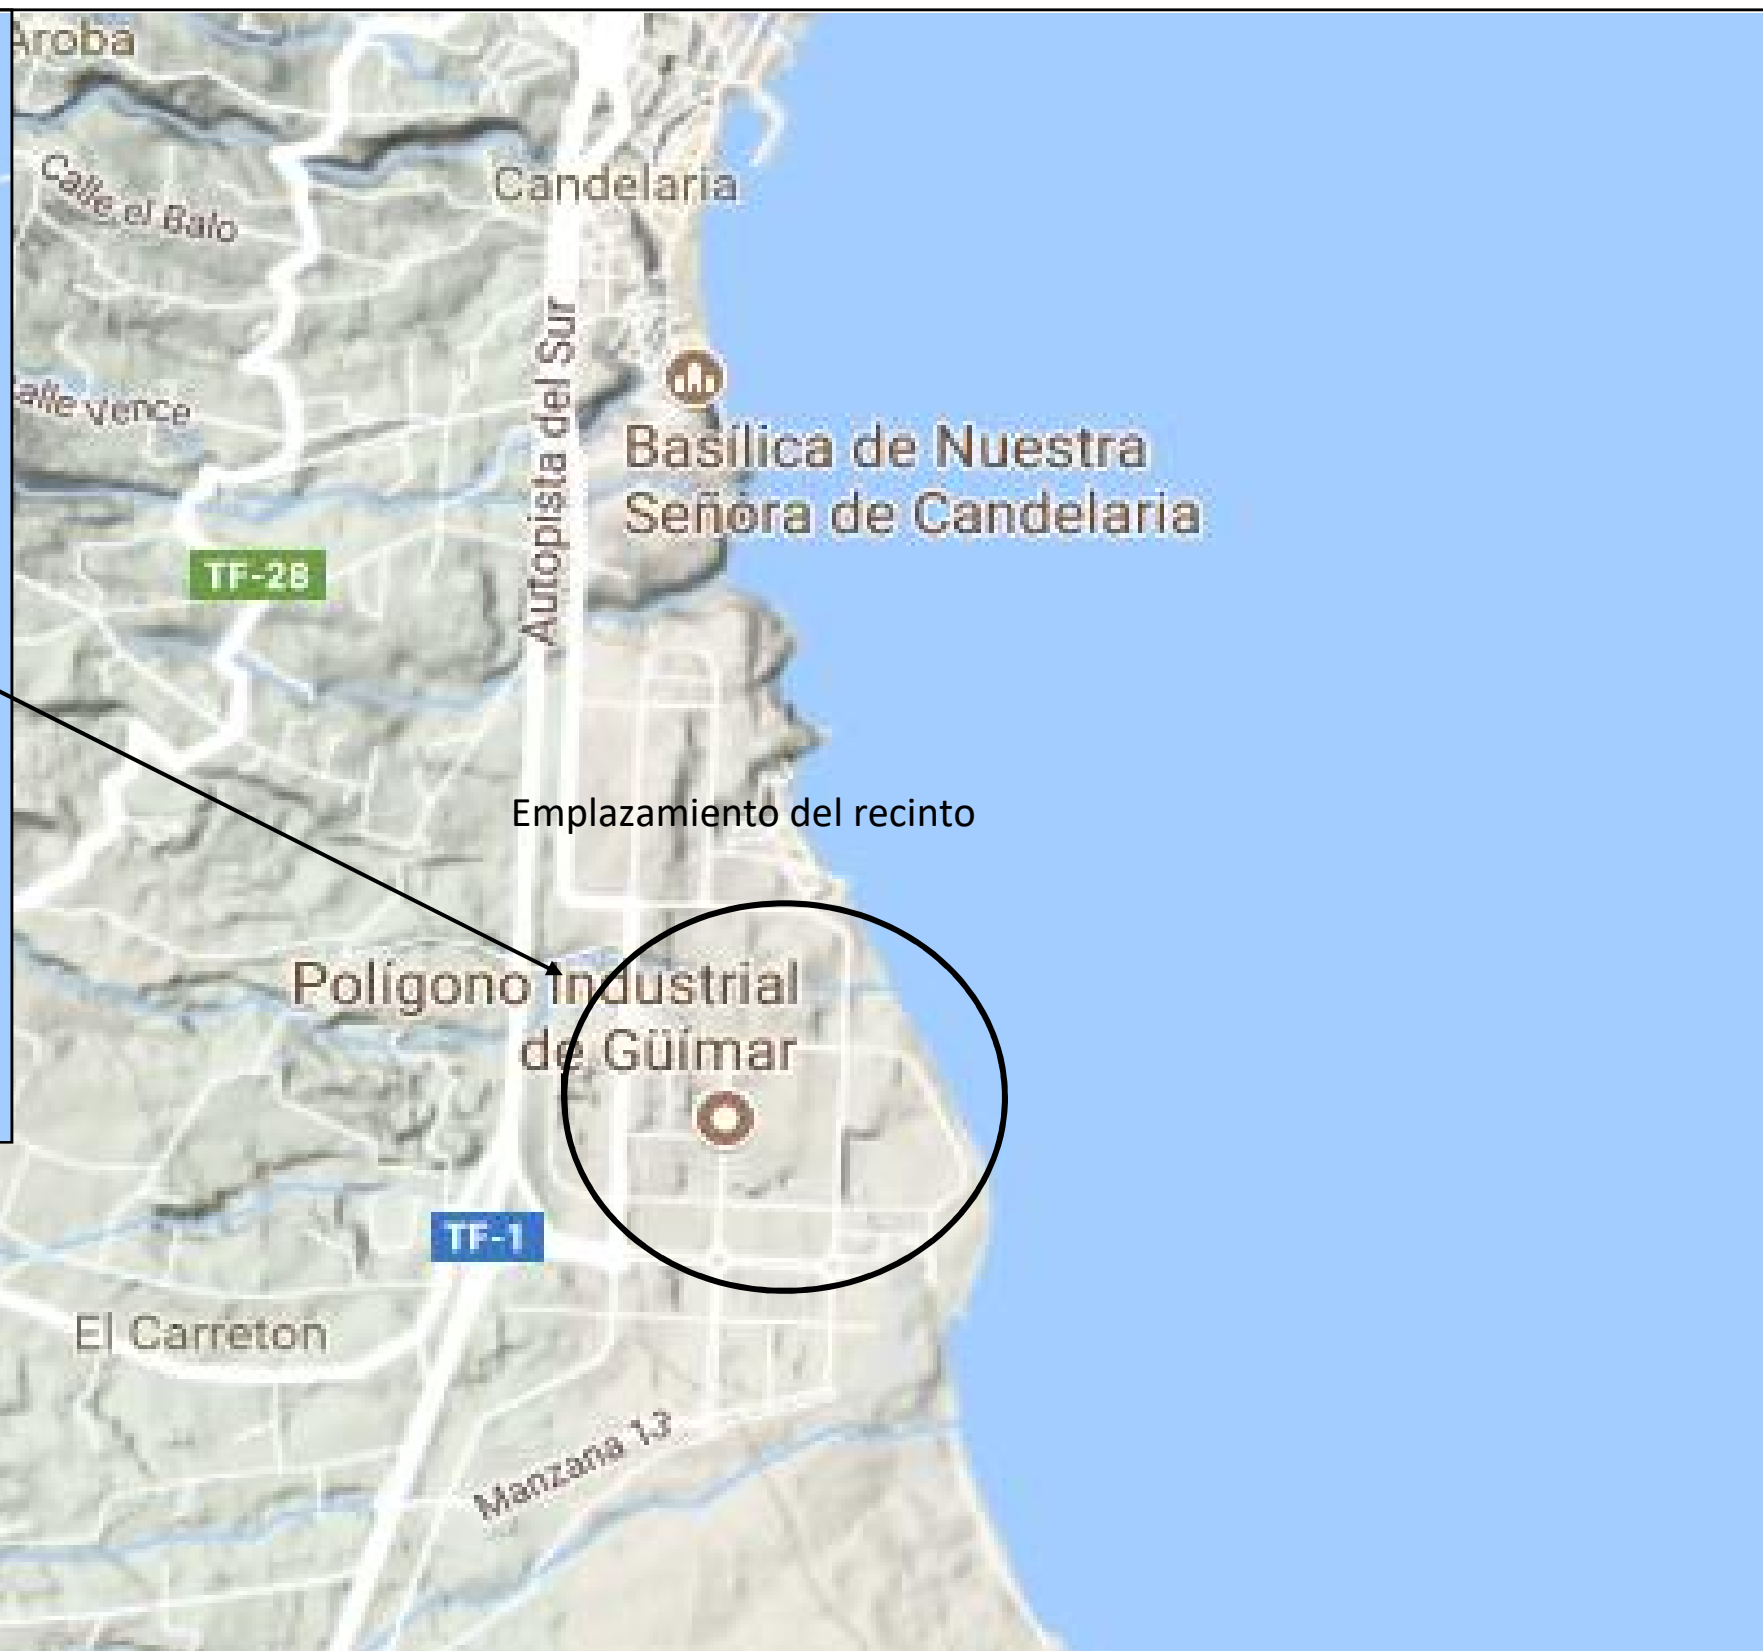 Aroba
Calle el Balo
Candelaria
Autopista del Sur
alle vence
Basílica de Nuestra
Señora de Candelaria
TF-28
Emplazamiento del recinto
Polígono Industrial
de Güímar
TF-1
El Carreton
Manzana 13